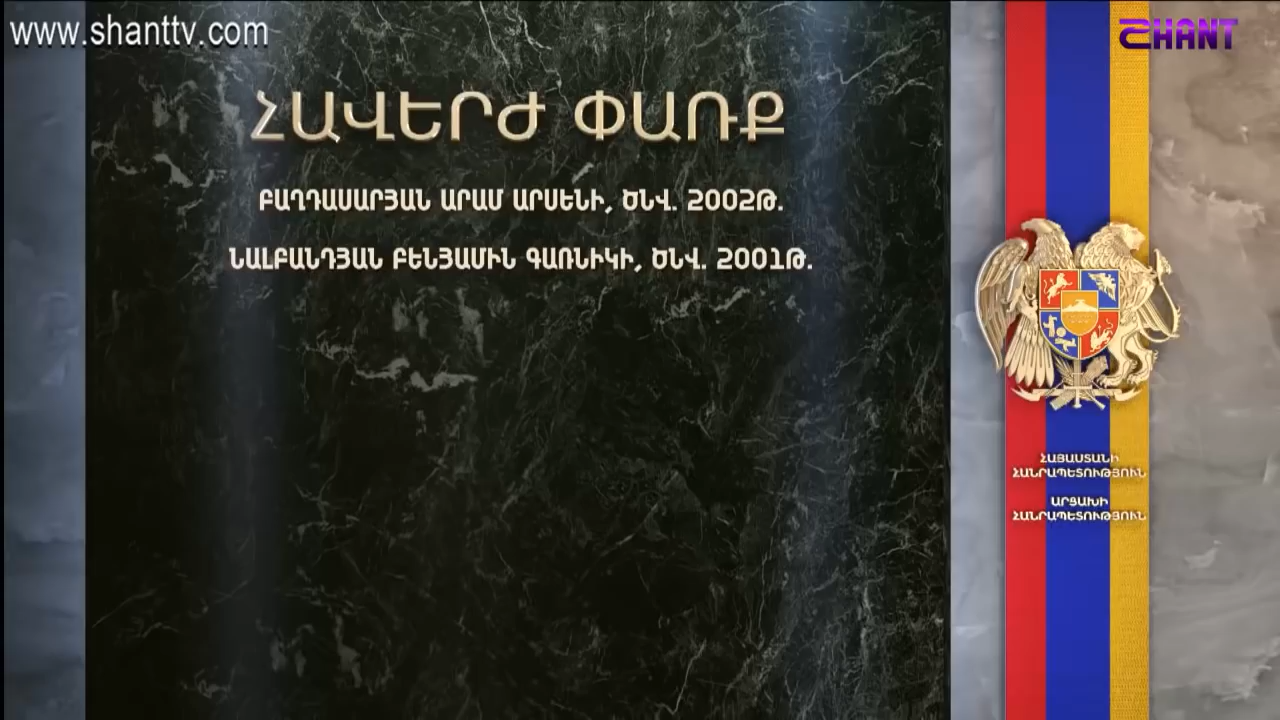 www.shanttv.com
SHANT
ՀԱՎԵՐԺ ՓԱՌՔ
ԲԱՂԴԱՍԱՐՅԱՆ ԱՐԱՄ ԱՐՍԵՆԻ, ԾՆՎ. 2002Թ.
ՆԱԼԲԱՆԴՅԱՆ ԲԵՆՅԱՄԻՆ ԳԱՌՆԻԿԻ, ԾՆՎ. 2001Թ.
ՀԱՅԱՍՏԱՆԻ
ՀԱՆՐԱՊԵՏՈՒԹՅՈՒՆ
ԱՐՑԱԽԻ
ՀԱՆՐԱՊԵՏՈՒԹՅՈՒՆ